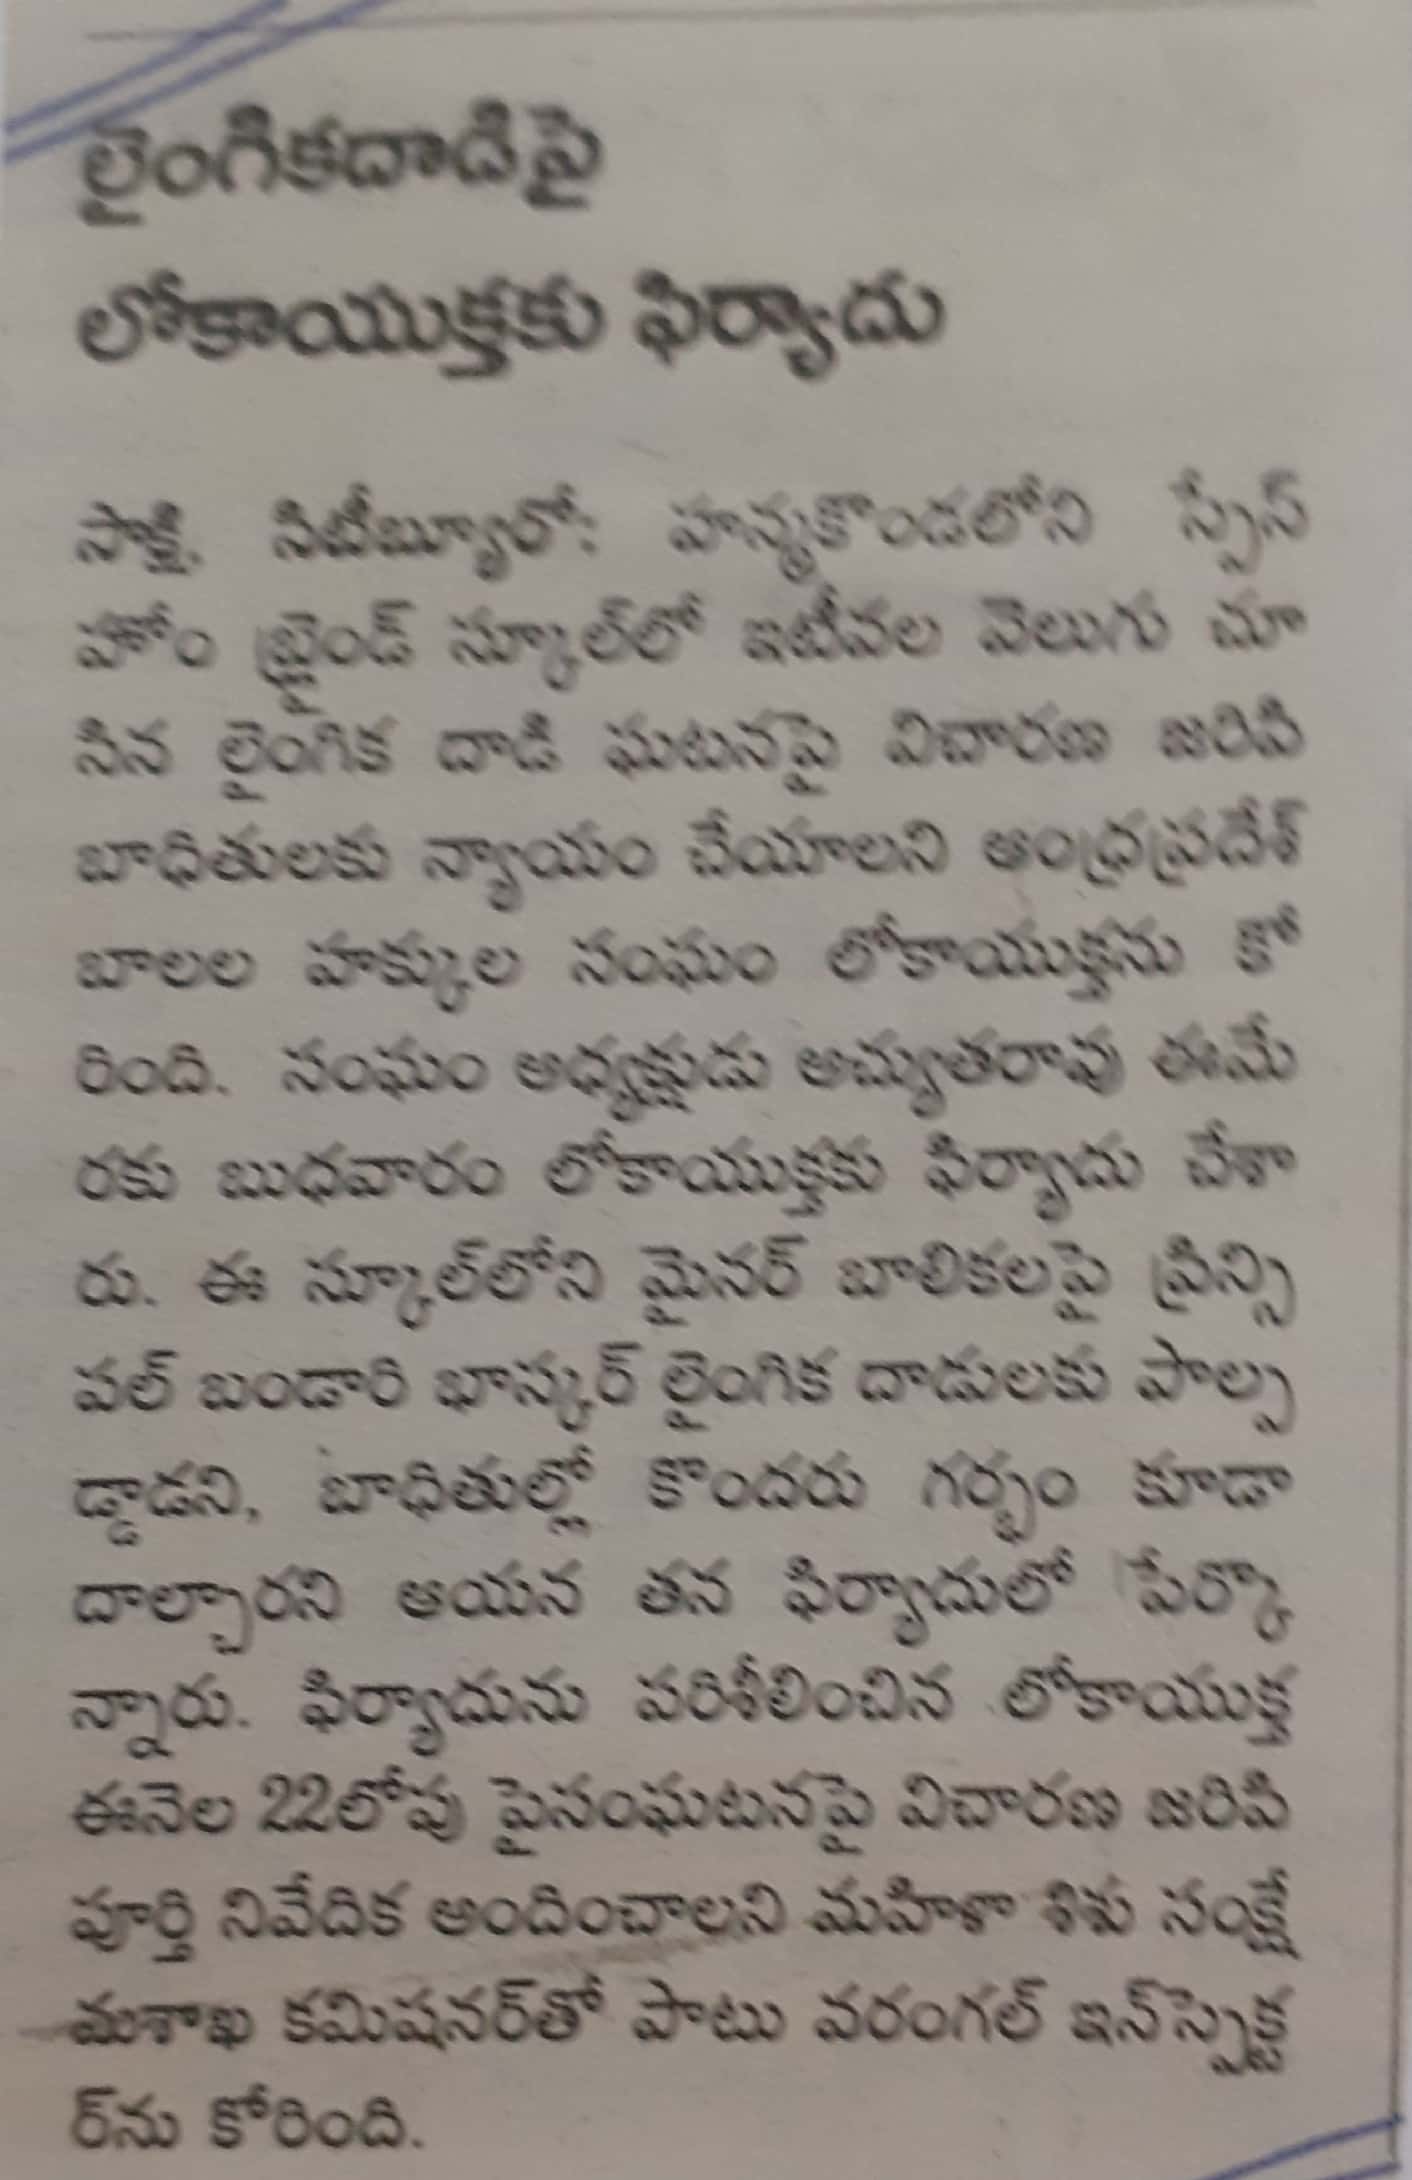 లైంగికదాడిపై
లోకాయుక్తకు ఫిర్యాదు
సాక్షి, సిటీబ్యూరో: హన్మకొండలోని స్పేస్
హోం బ్లైండ్ స్కూల్‌లో ఇటీవల వెలుగు చూ
సిన లైంగిక దాడి ఘటనపై విచారణ జరిపి
బాధితులకు న్యాయం చేయాలని ఆంధ్రప్రదేశ్
బాలల హక్కుల సంఘం లోకాయుక్తను కో
రింది. సంఘం అధ్యక్షుడు అచ్యుతరావు ఈమే
రకు బుధవారం లోకాయుక్తకు ఫిర్యాదు చేశా
రు. ఈ స్కూల్‌లోని మైనర్ బాలికలపై ప్రిన్సి
పల్ బండారి భాస్కర్ లైంగిక దాడులకు పాల్ప
డ్డాడని, బాధితుల్లో కొందరు గర్భం కూడా
దాల్చారని ఆయన తన ఫిర్యాదులో పేర్కొ
న్నారు. ఫిర్యాదును పరిశీలించిన లోకాయుక్త
ఈనెల 22లోపు పైసంఘటనపై విచారణ జరిపి
పూర్తి నివేదిక అందించాలని మహిళా శిశు సంక్షే
మశాఖ కమిషనర్‌తో పాటు వరంగల్ ఇన్‌స్పెక్ట
ర్‌ను కోరింది.